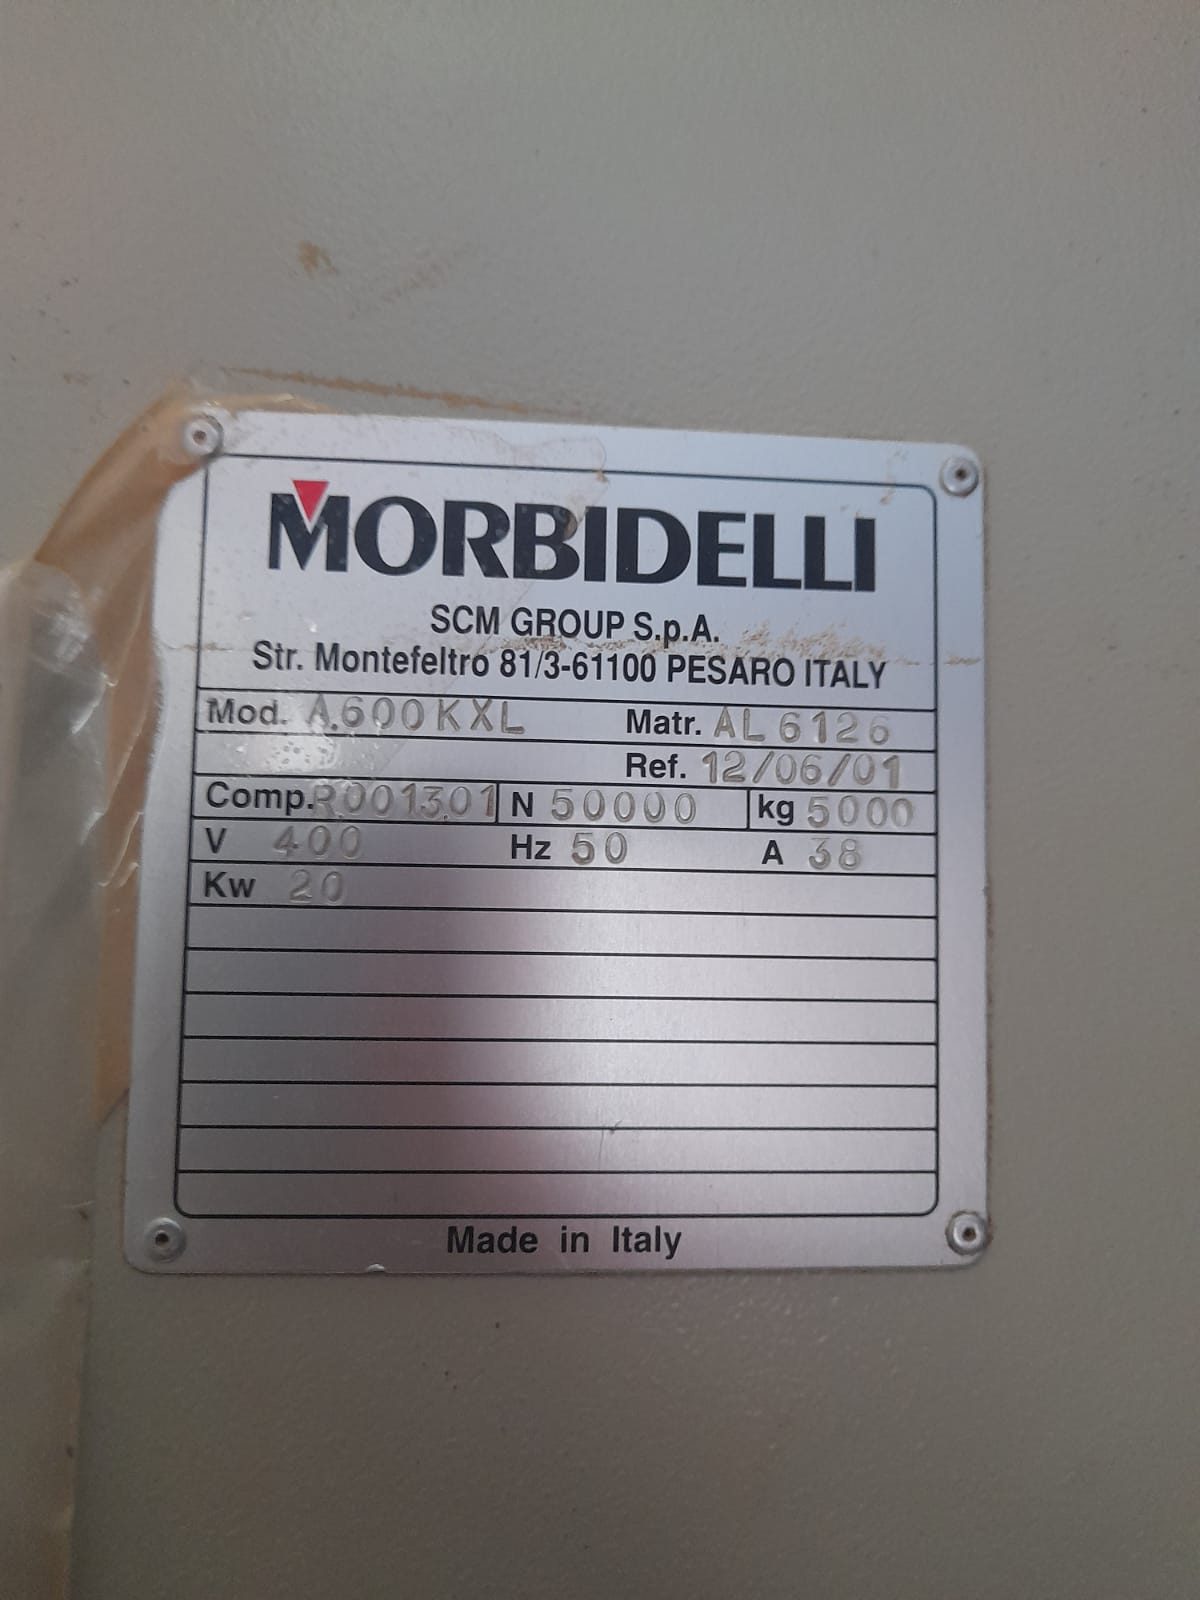 MORBIDELLI
SCM GROUP S.p.A.
Str. Montefeltro 81/3-61100 PESARO ITALY
Mod. A600KXL Matr. AL6126
Ref. 12/06/01
Comp. R001301 N 50000 kg 5000
V 400 Hz 50 A 38
Kw 20
Made in Italy